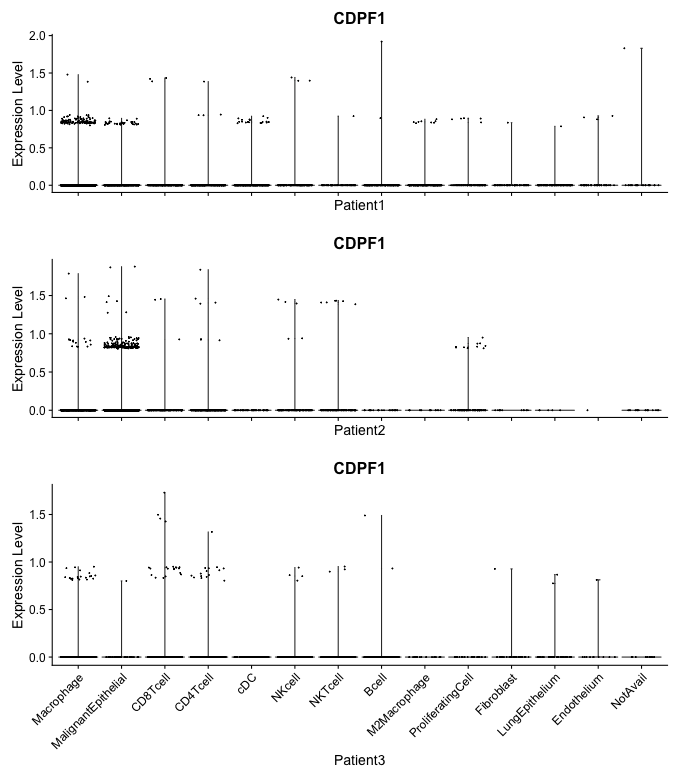 CDPF1
Expression Level
2.0
1.5
1.0
0.5
0.0
Patient1
CDPF1
Expression Level
1.5
1.0
0.5
0.0
Patient2
CDPF1
Expression Level
1.5
1.0
0.5
0.0
Macrophage
MalignantEpithelial
CD8Tcell
CD4Tcell
cDC
NKcell
NKTcell
Bcell
M2Macrophage
ProliferatingCell
Fibroblast
LungEpithelium
Endothelium
NotAvail
Patient3